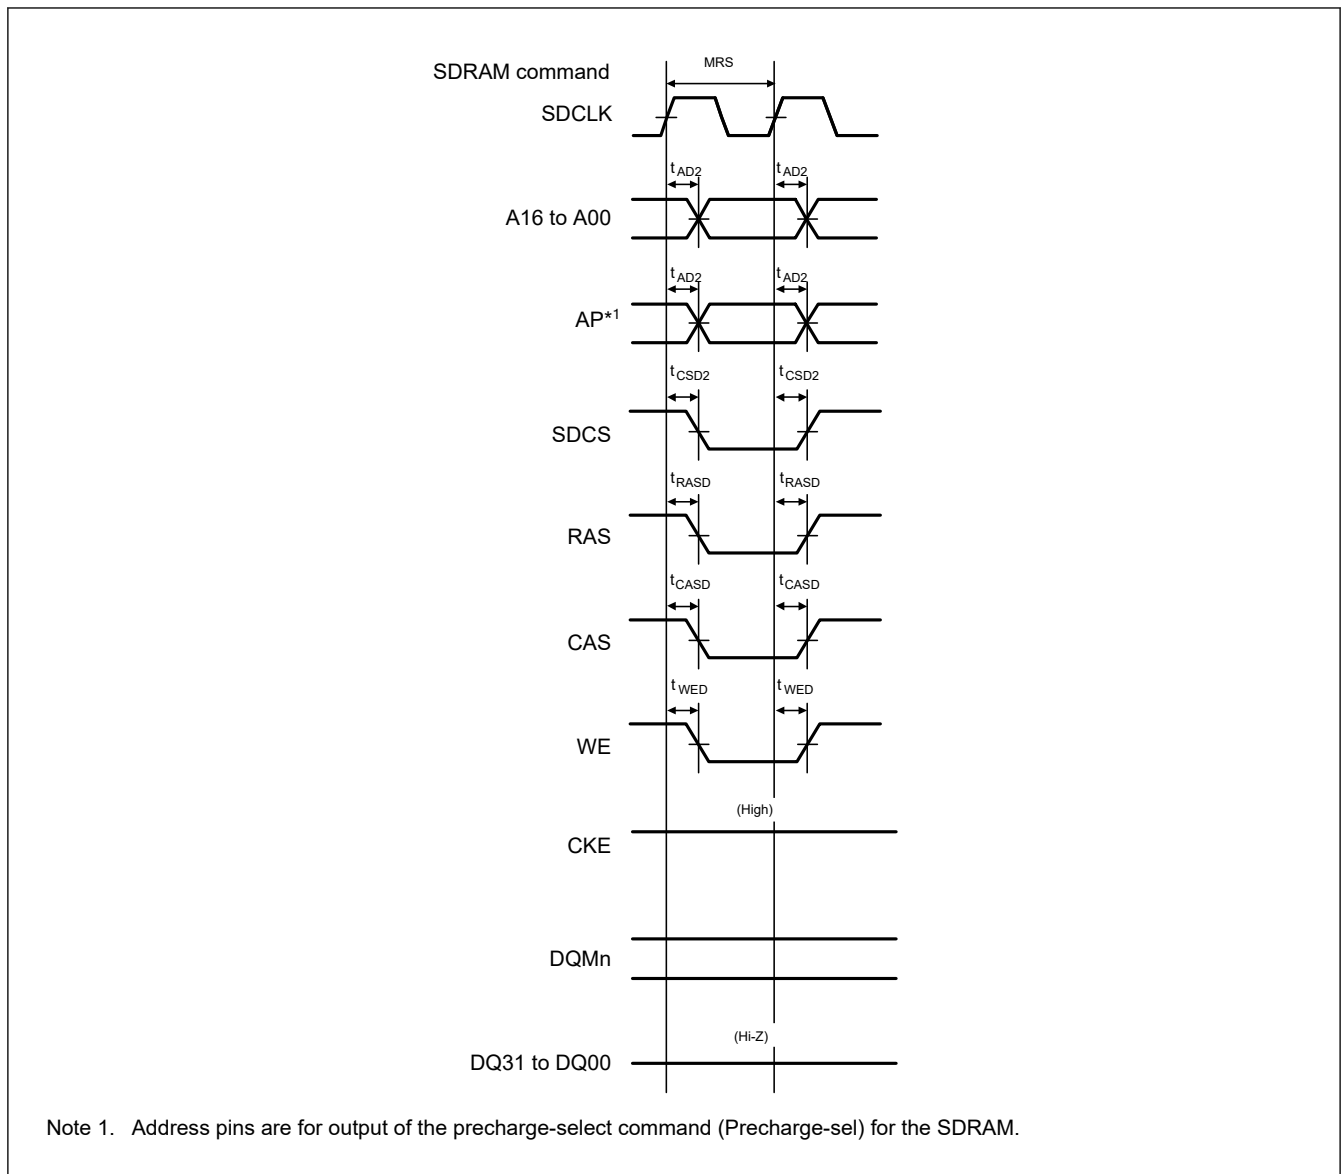 MRS
SDRAM command
SDCLK
tAD2 tAD2
A16 to A00
tAD2 tAD2
AP*1
tCSD2 tCSD2
SDCS
tRASD tRASD
RAS
tCASD tCASD
CAS
tWED tWED
WE
(High)
CKE
DQMn
(Hi-Z)
DQ31 to DQ00
Note 1. Address pins are for output of the precharge-select command (Precharge-sel) for the SDRAM.